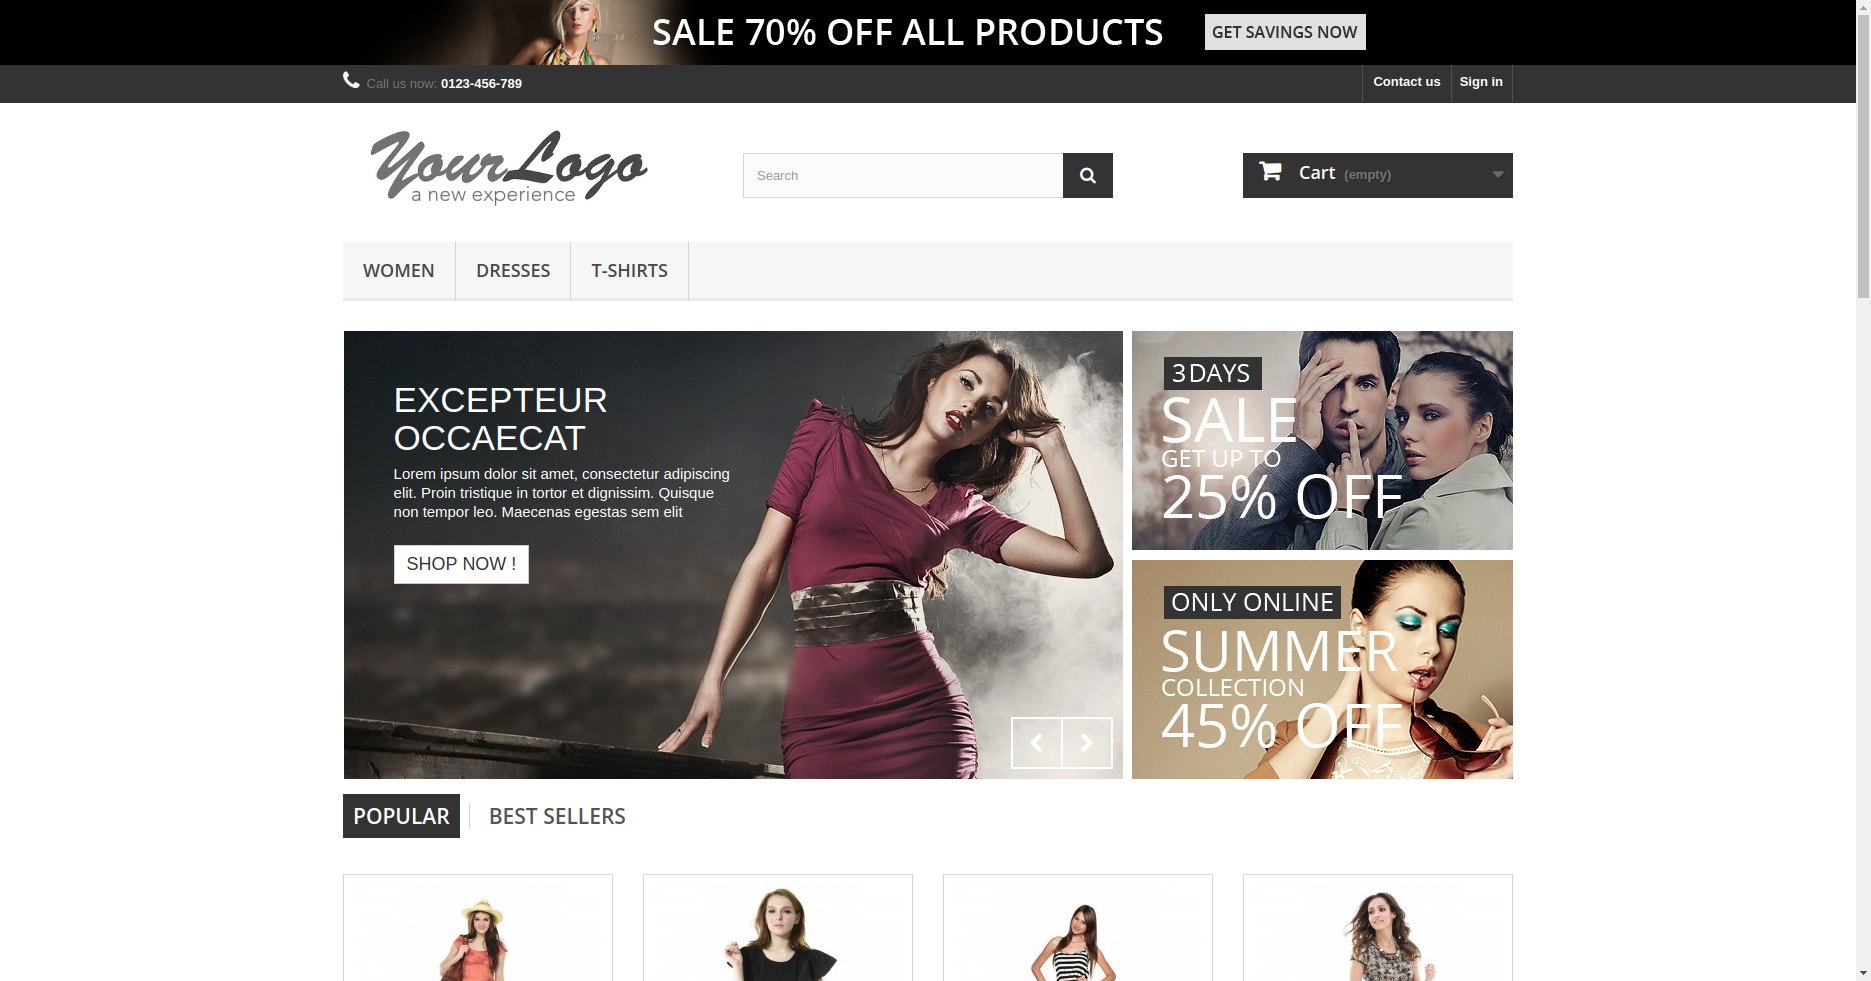 SALE 70% OFF ALL PRODUCTS
GET SAVINGS NOW
Call us now: 0123-456-789
Contact us
Sign in
YourLogo
a new experience
Search
Cart (empty)
WOMEN
DRESSES
T-SHIRTS
EXCEPTEUR
OCCAECAT
Lorem ipsum dolor sit amet, consectetur adipiscing
elit. Proin tristique in tortor et dignissim. Quisque
non tempor leo. Maecenas egestas sem elit
SHOP NOW !
3 DAYS
SALE
GET UP TO
25% OFF
ONLY ONLINE
SUMMER
COLLECTION
45% OFF
POPULAR
BEST SELLERS